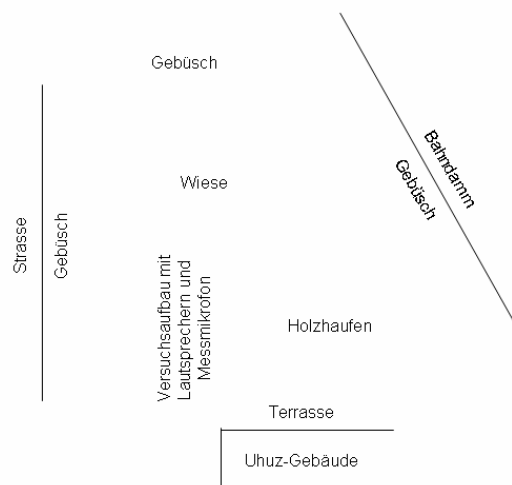 Gebüsch
Bahndamm
Gebüsch
Wiese
Strasse
Gebüsch
Versuchsaufbau mit
Lautsprechern und
Messmikrofon
Holzhaufen
Terrasse
Uhuz-Gebäude